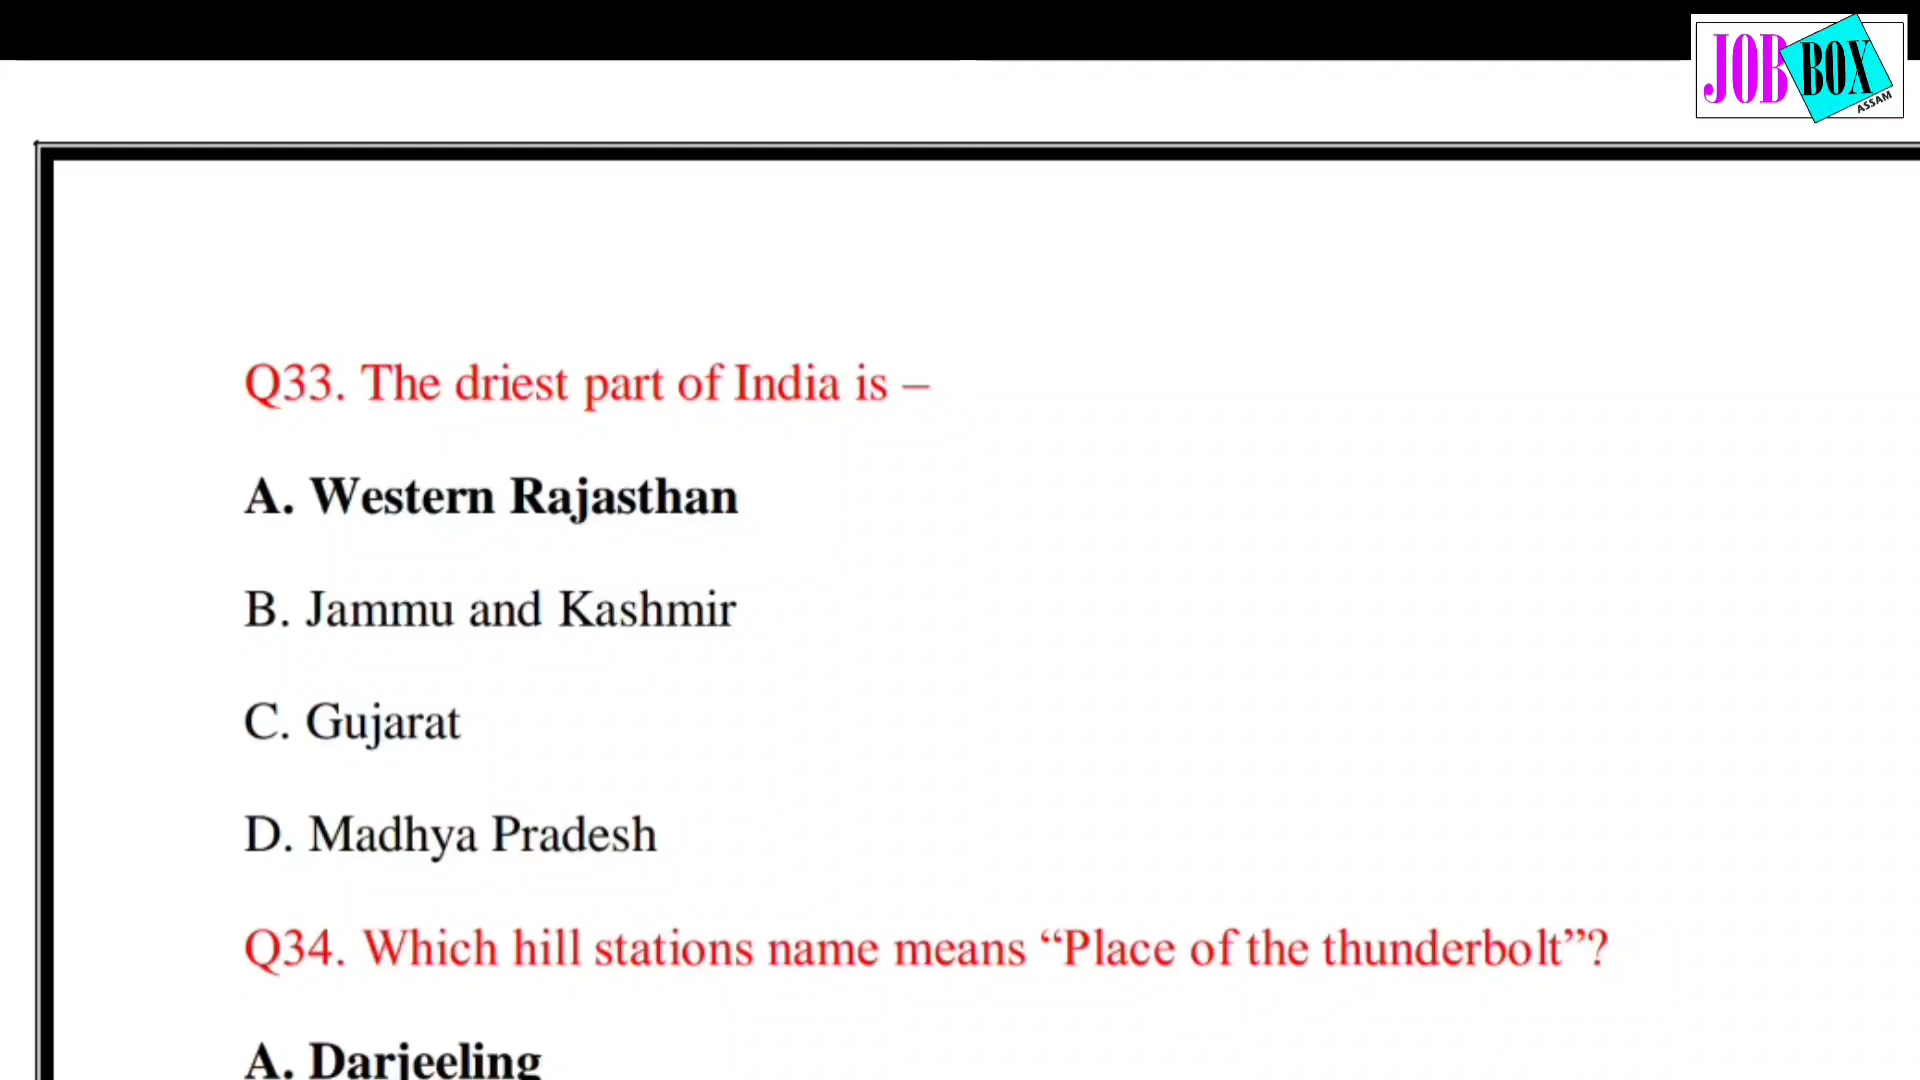 JOB BOX
ASSAM
Q33. The driest part of India is –
A. Western Rajasthan
B. Jammu and Kashmir
C. Gujarat
D. Madhya Pradesh
Q34. Which hill stations name means “Place of the thunderbolt”?
A. Darjeeling